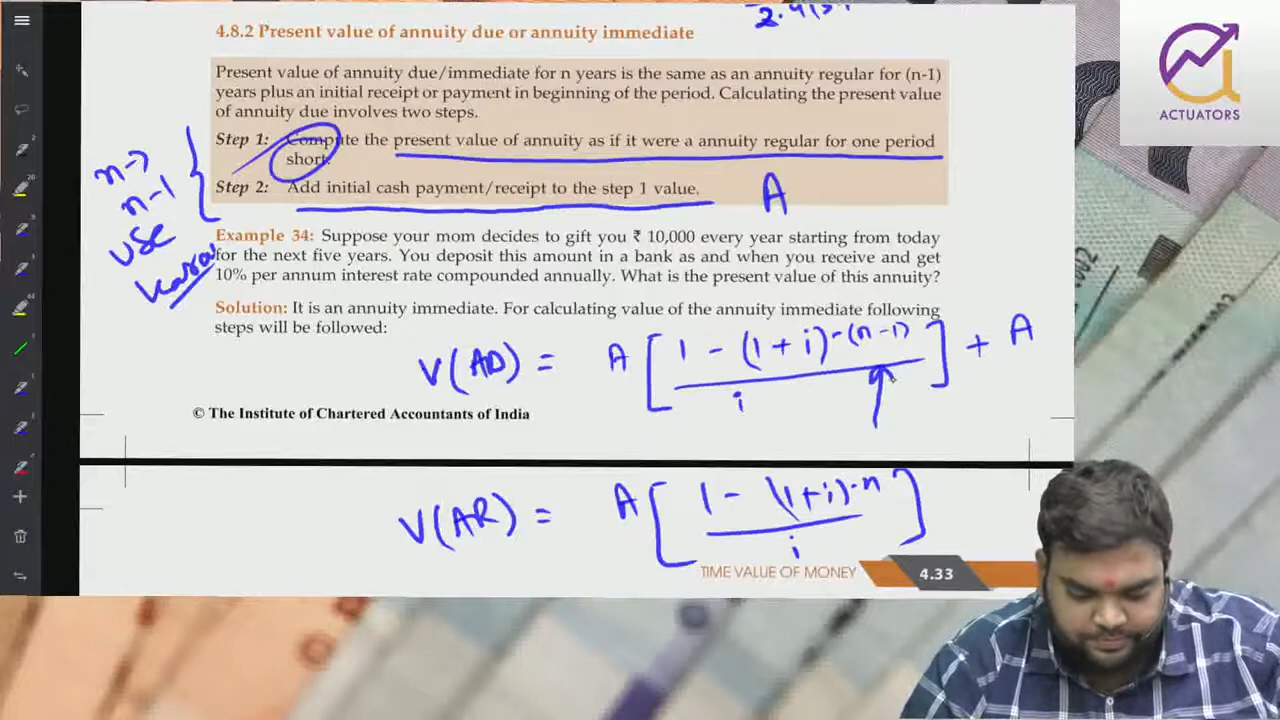 2.4
4.8.2 Present value of annuity due or annuity immediate
Present value of annuity due/immediate for n years is the same as an annuity regular for (n-1)
years plus an initial receipt or payment in beginning of the period. Calculating the present value
of annuity due involves two steps.
Step 1: Compute the present value of annuity as if it were a annuity regular for one period
short.
Step 2: Add initial cash payment/receipt to the step 1 value.
A
n→
n-1
use
karo
Example 34: Suppose your mom decides to gift you ₹ 10,000 every year starting from today
for the next five years. You deposit this amount in a bank as and when you receive and get
10% per annum interest rate compounded annually. What is the present value of this annuity?
Solution: It is an annuity immediate. For calculating value of the annuity immediate following
steps will be followed:
V(AD) = A [ 1 - (1 + i)^-(n-1) / i ] + A
© The Institute of Chartered Accountants of India
V(AR) = A [ 1 - (1+i)^-n / i ]
TIME VALUE OF MONEY 4.33
ACTUATORS